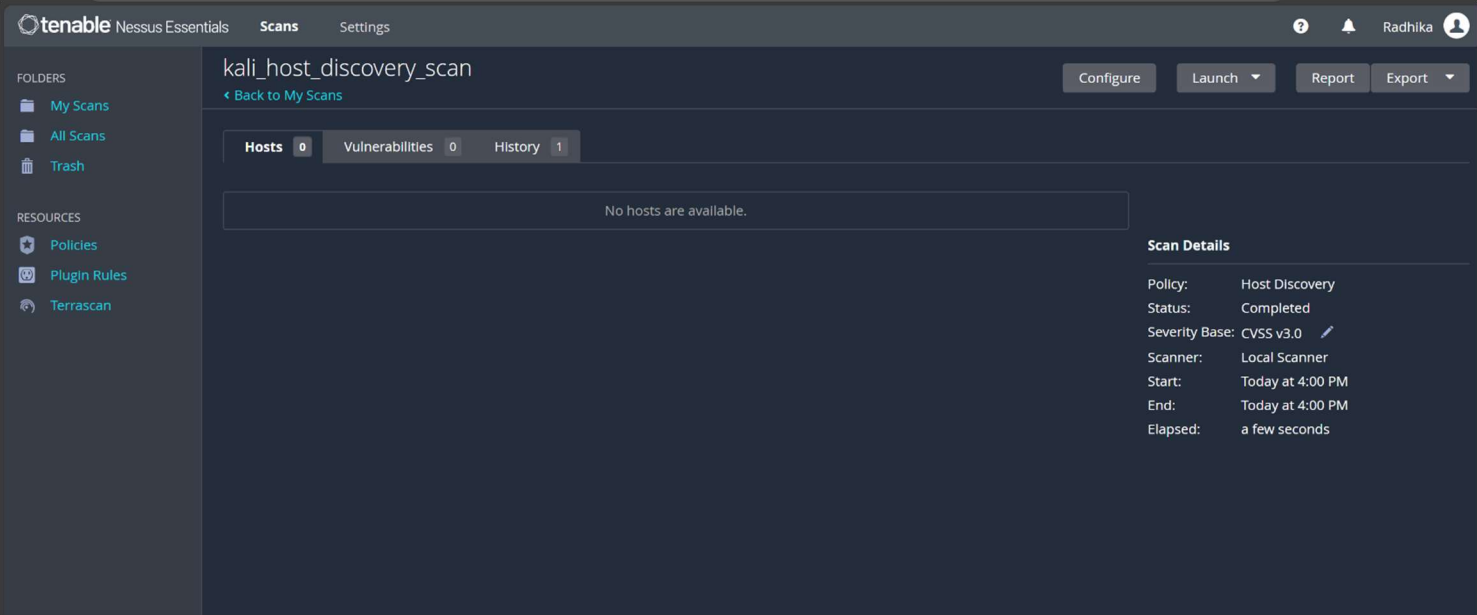 tenable Nessus Essentials Scans Settings Radhika
FOLDERS
My Scans
All Scans
Trash
RESOURCES
Policies
Plugin Rules
Terrascan
kali_host_discovery_scan
Back to My Scans
Configure Launch Report Export
Hosts 0 Vulnerabilities 0 History 1
No hosts are available.
Scan Details
Policy: Host Discovery
Status: Completed
Severity Base: CVSS v3.0
Scanner: Local Scanner
Start: Today at 4:00 PM
End: Today at 4:00 PM
Elapsed: a few seconds